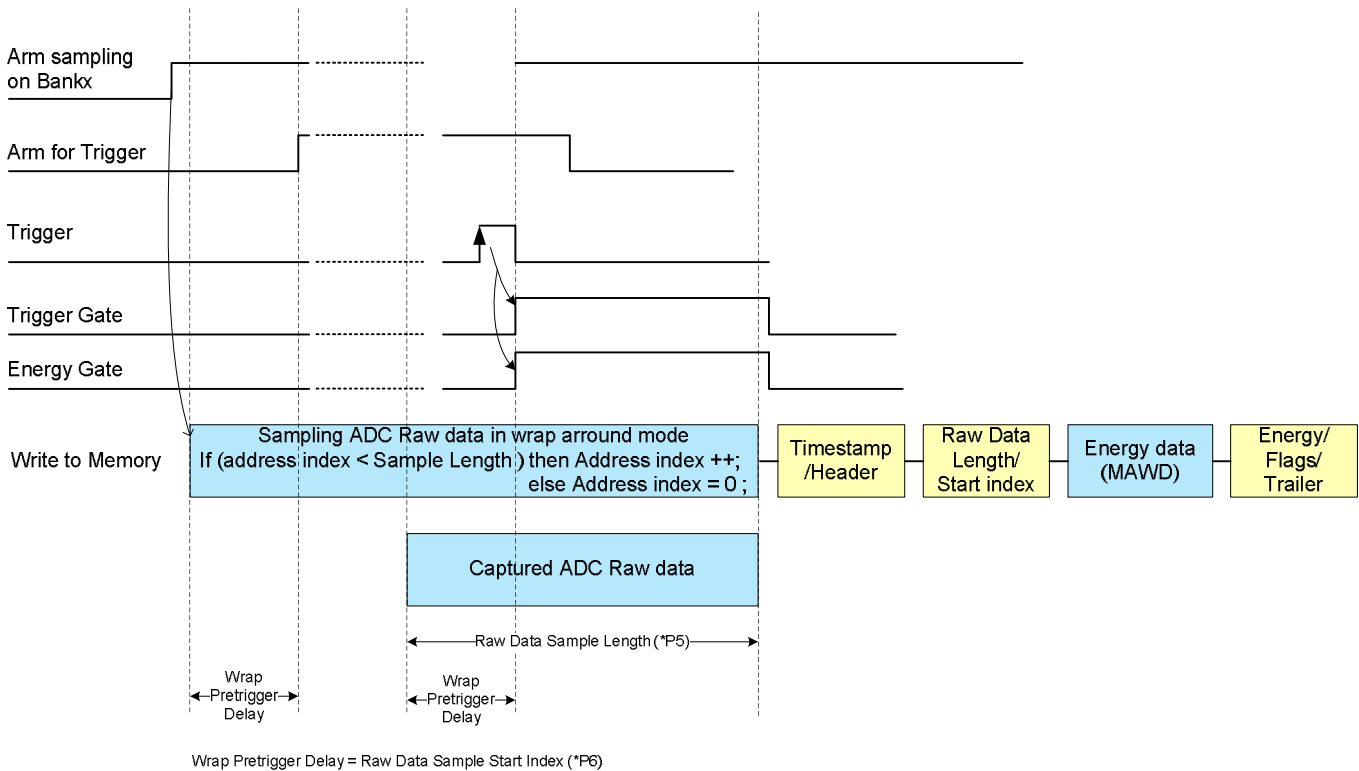 Arm sampling
on Bankx
Arm for Trigger
Trigger
Trigger Gate
Energy Gate
Write to Memory
Sampling ADC Raw data in wrap arround mode
If (address index < Sample Length ) then Address index ++;
else Address index = 0 ;
Timestamp
/Header
Raw Data
Length/
Start index
Energy data
(MAWD)
Energy/
Flags/
Trailer
Captured ADC Raw data
Raw Data Sample Length (*P5)
Wrap
Pretrigger
Delay
Wrap
Pretrigger
Delay
Wrap Pretrigger Delay = Raw Data Sample Start Index (*P6)